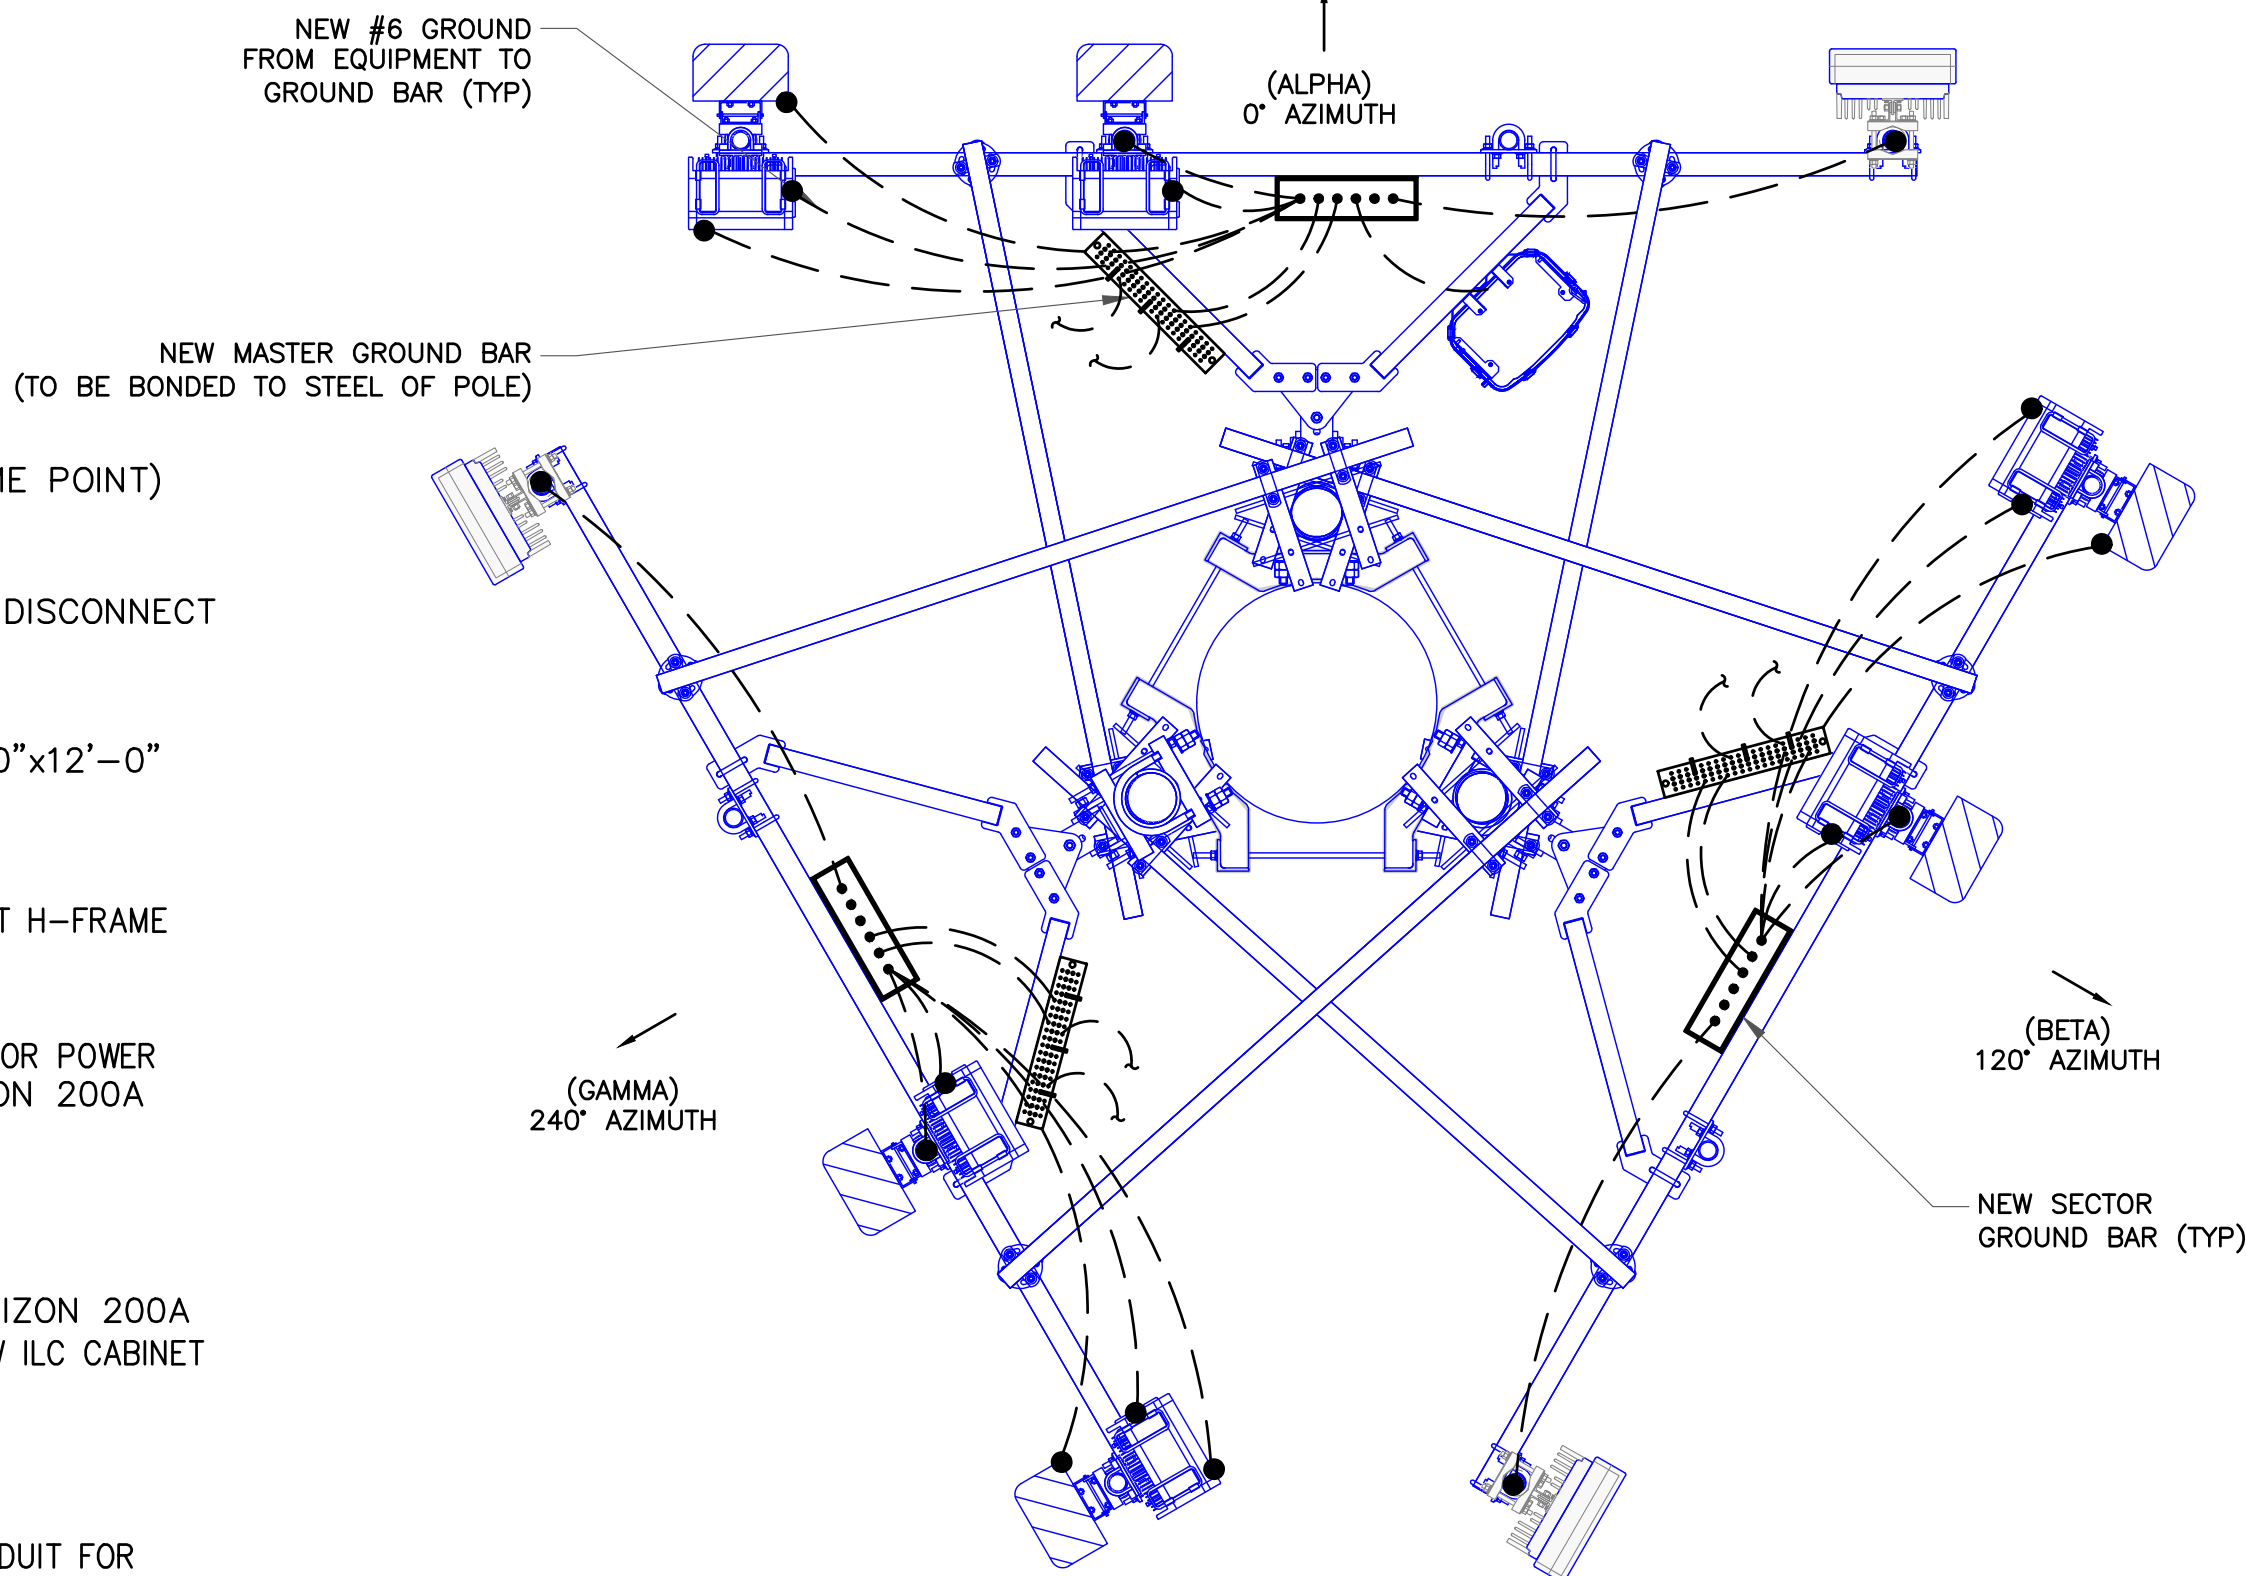 NEW #6 GROUND
FROM EQUIPMENT TO
GROUND BAR (TYP)
(ALPHA)
0° AZIMUTH
NEW MASTER GROUND BAR
(TO BE BONDED TO STEEL OF POLE)
POINT)
DISCONNECT
0”x12’-0”
H-FRAME
OR POWER
ON 200A
(GAMMA)
240° AZIMUTH
(BETA)
120° AZIMUTH
NEW SECTOR
GROUND BAR (TYP)
IZON 200A
ILC CABINET
DUIT FOR